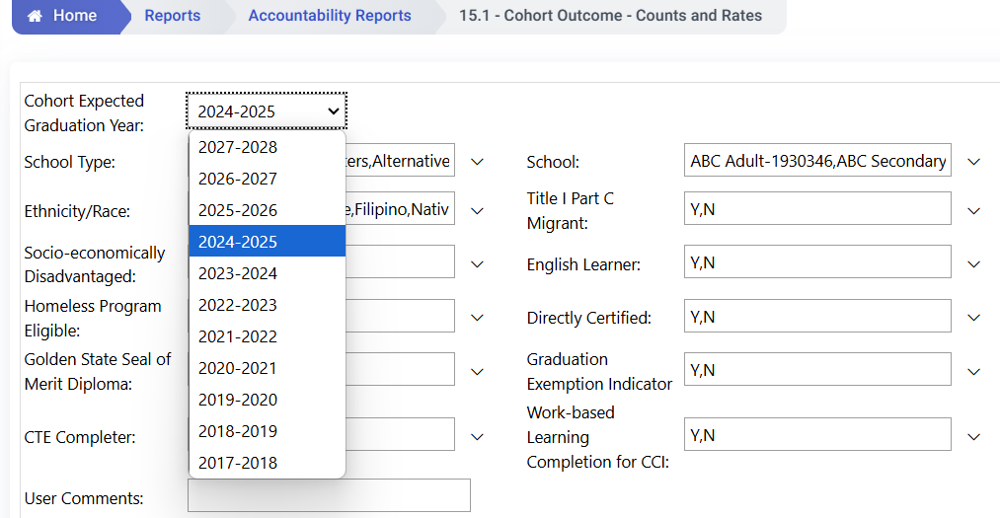 Home Reports Accountability Reports 15.1 - Cohort Outcome - Counts and Rates
Cohort Expected
Graduation Year:
2024-2025
2027-2028
2026-2027
2025-2026
2024-2025
2023-2024
2022-2023
2021-2022
2020-2021
2019-2020
2018-2019
2017-2018
School Type:
,Alternative
School:
ABC Adult-1930346,ABC Secondary
Ethnicity/Race:
,Filipino,Nativ
Title I Part C
Migrant:
Y,N
Socio-economically
Disadvantaged:
English Learner:
Y,N
Homeless Program
Eligible:
Directly Certified:
Y,N
Golden State Seal of
Merit Diploma:
Graduation
Exemption Indicator
Y,N
CTE Completer:
Work-based
Learning
Completion for CCI:
Y,N
User Comments: